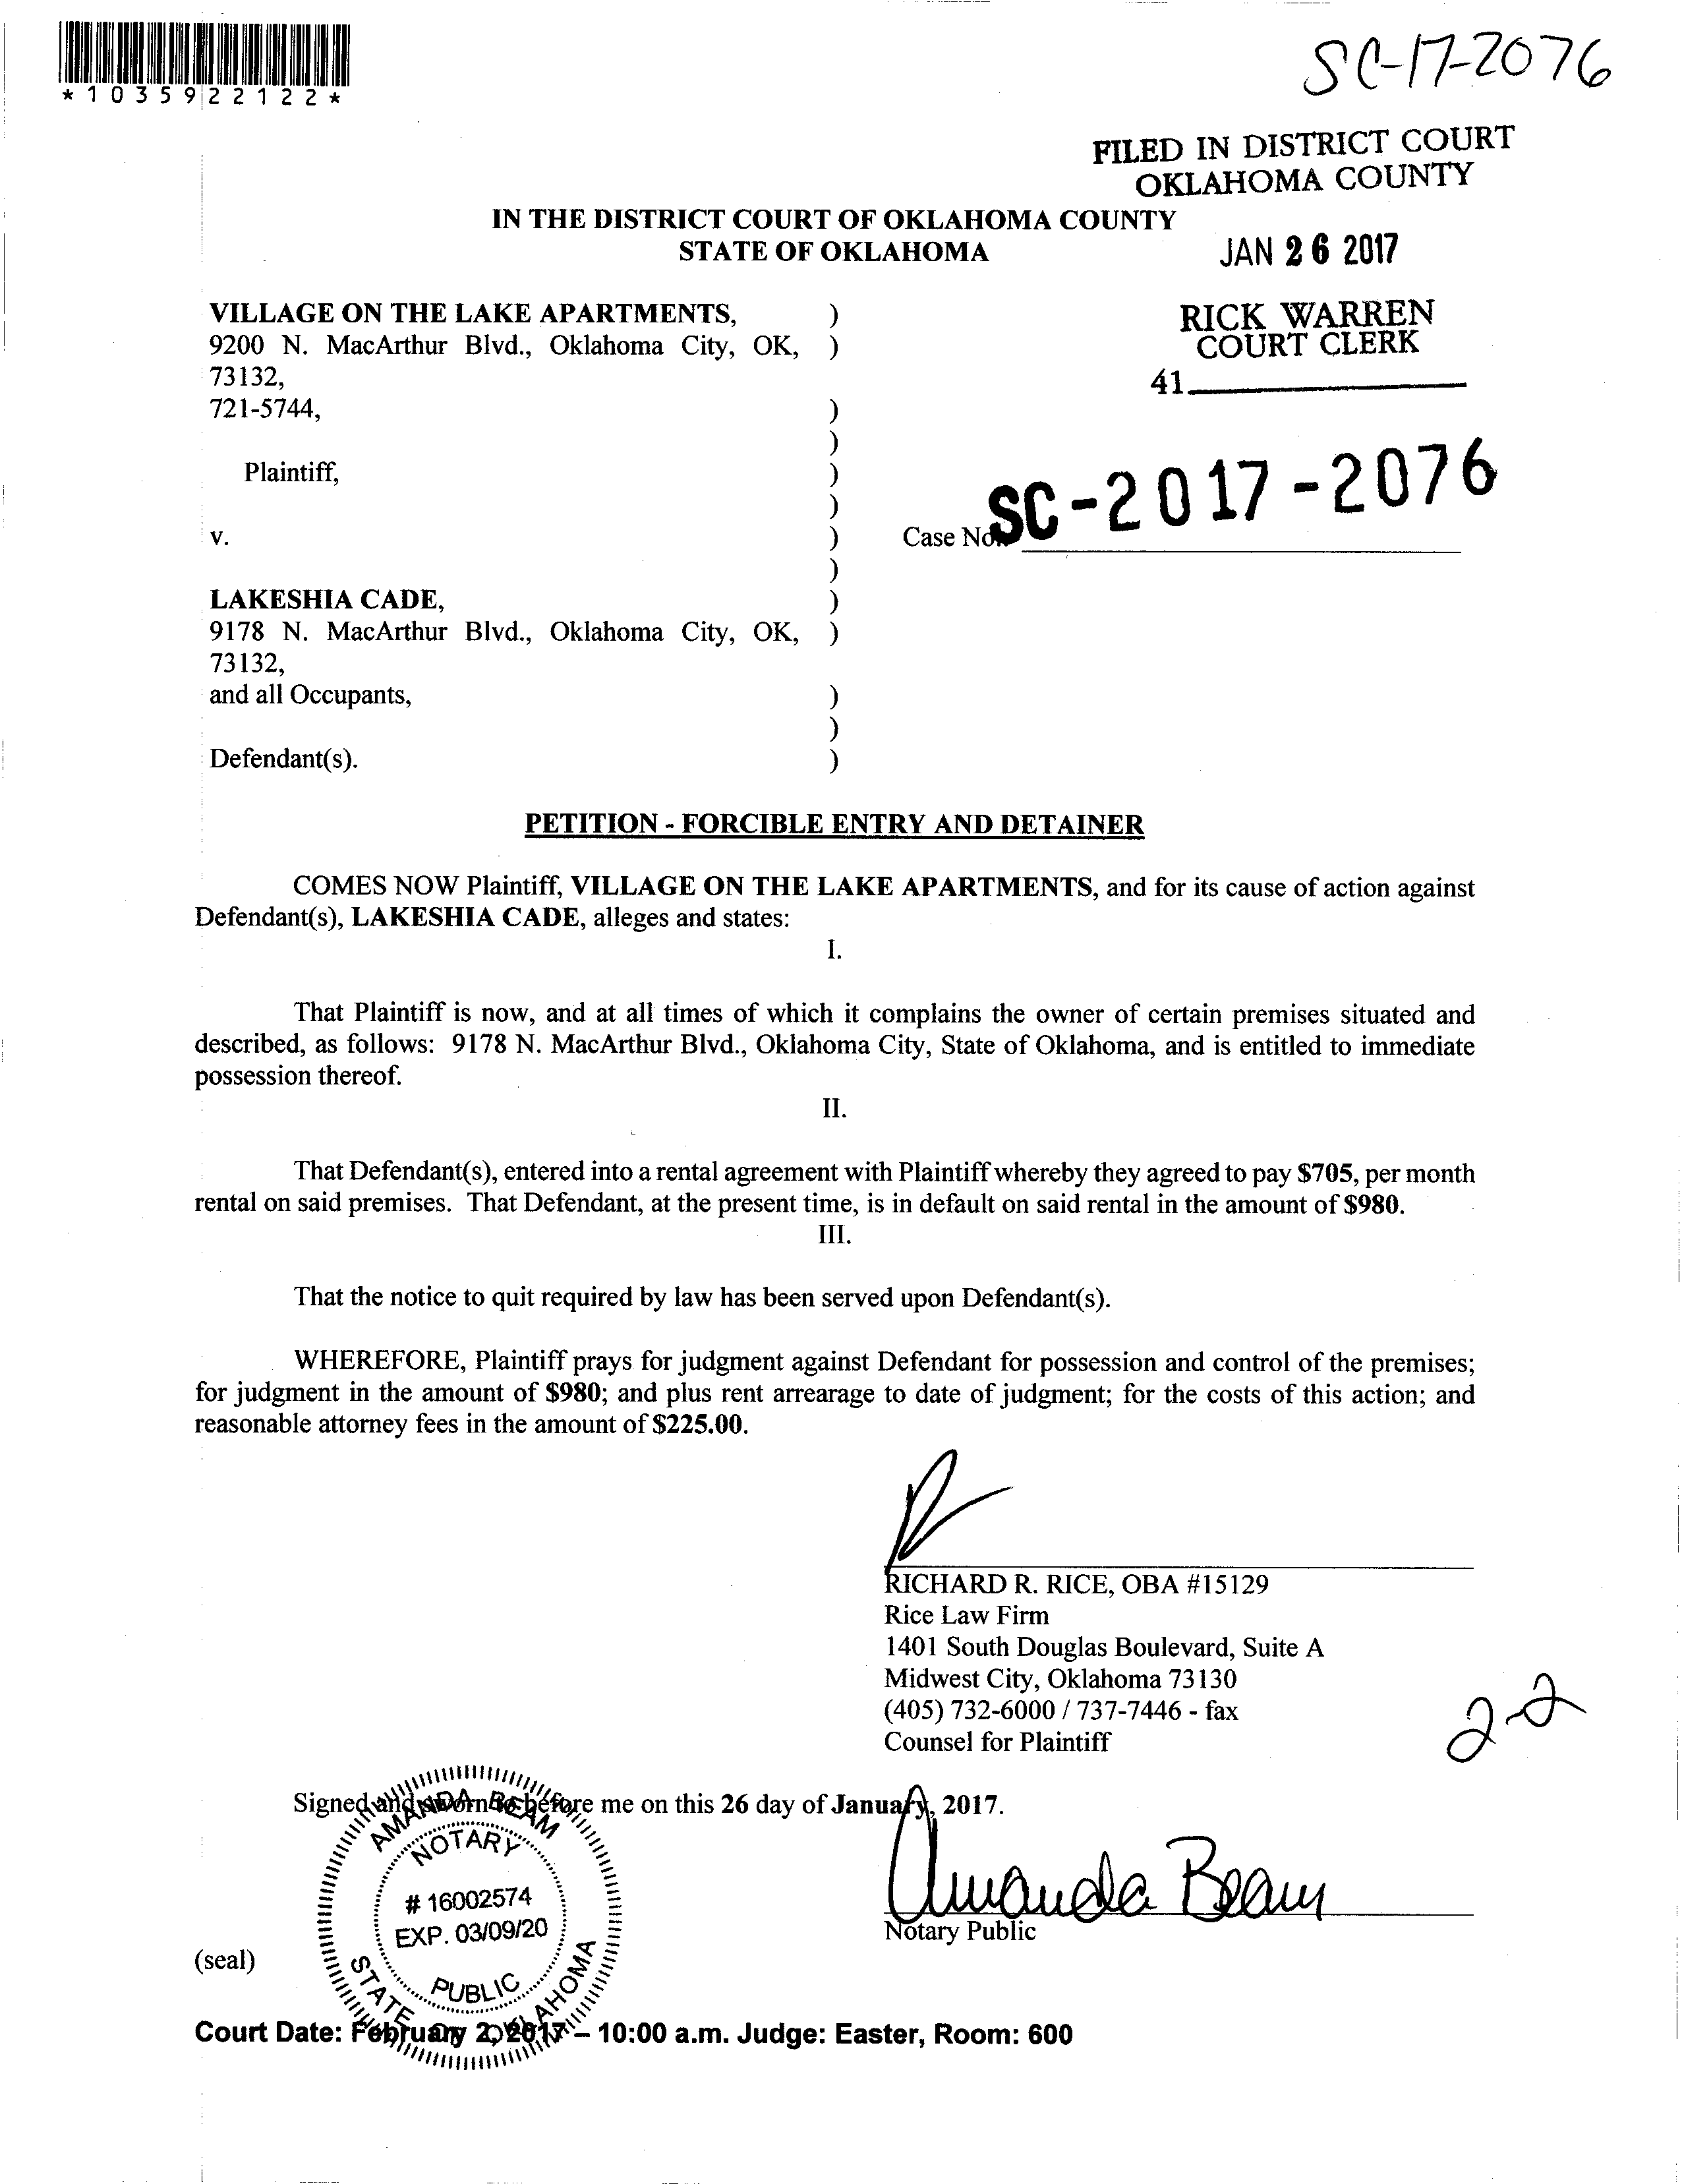 *1035922122*
SC-17-2076
FILED IN DISTRICT COURT
OKLAHOMA COUNTY
IN THE DISTRICT COURT OF OKLAHOMA COUNTY
STATE OF OKLAHOMA
JAN 26 2017
VILLAGE ON THE LAKE APARTMENTS, )
9200 N. MacArthur Blvd., Oklahoma City, OK, )
73132,
721-5744, )
)
Plaintiff, )
)
v. )
)
LAKESHIA CADE, )
9178 N. MacArthur Blvd., Oklahoma City, OK, )
73132,
and all Occupants, )
)
Defendant(s). )
RICK WARREN
COURT CLERK
41
Case No. SC-2017-2076
PETITION - FORCIBLE ENTRY AND DETAINER
COMES NOW Plaintiff, VILLAGE ON THE LAKE APARTMENTS, and for its cause of action against
Defendant(s), LAKESHIA CADE, alleges and states:
I.
That Plaintiff is now, and at all times of which it complains the owner of certain premises situated and
described, as follows: 9178 N. MacArthur Blvd., Oklahoma City, State of Oklahoma, and is entitled to immediate
possession thereof.
II.
That Defendant(s), entered into a rental agreement with Plaintiff whereby they agreed to pay $705, per month
rental on said premises. That Defendant, at the present time, is in default on said rental in the amount of $980.
III.
That the notice to quit required by law has been served upon Defendant(s).
WHEREFORE, Plaintiff prays for judgment against Defendant for possession and control of the premises;
for judgment in the amount of $980; and plus rent arrearage to date of judgment; for the costs of this action; and
reasonable attorney fees in the amount of $225.00.
RICHARD R. RICE, OBA #15129
Rice Law Firm
1401 South Douglas Boulevard, Suite A
Midwest City, Oklahoma 73130
(405) 732-6000 / 737-7446 - fax
Counsel for Plaintiff
2-2
Signed and sworn to before me on this 26 day of January, 2017.
AMANDA BEAM
NOTARY
# 16002574
EXP. 03/09/20
PUBLIC
STATE OF OKLAHOMA
Amanda Beam
Notary Public
(seal)
Court Date: February 2, 2017 – 10:00 a.m. Judge: Easter, Room: 600